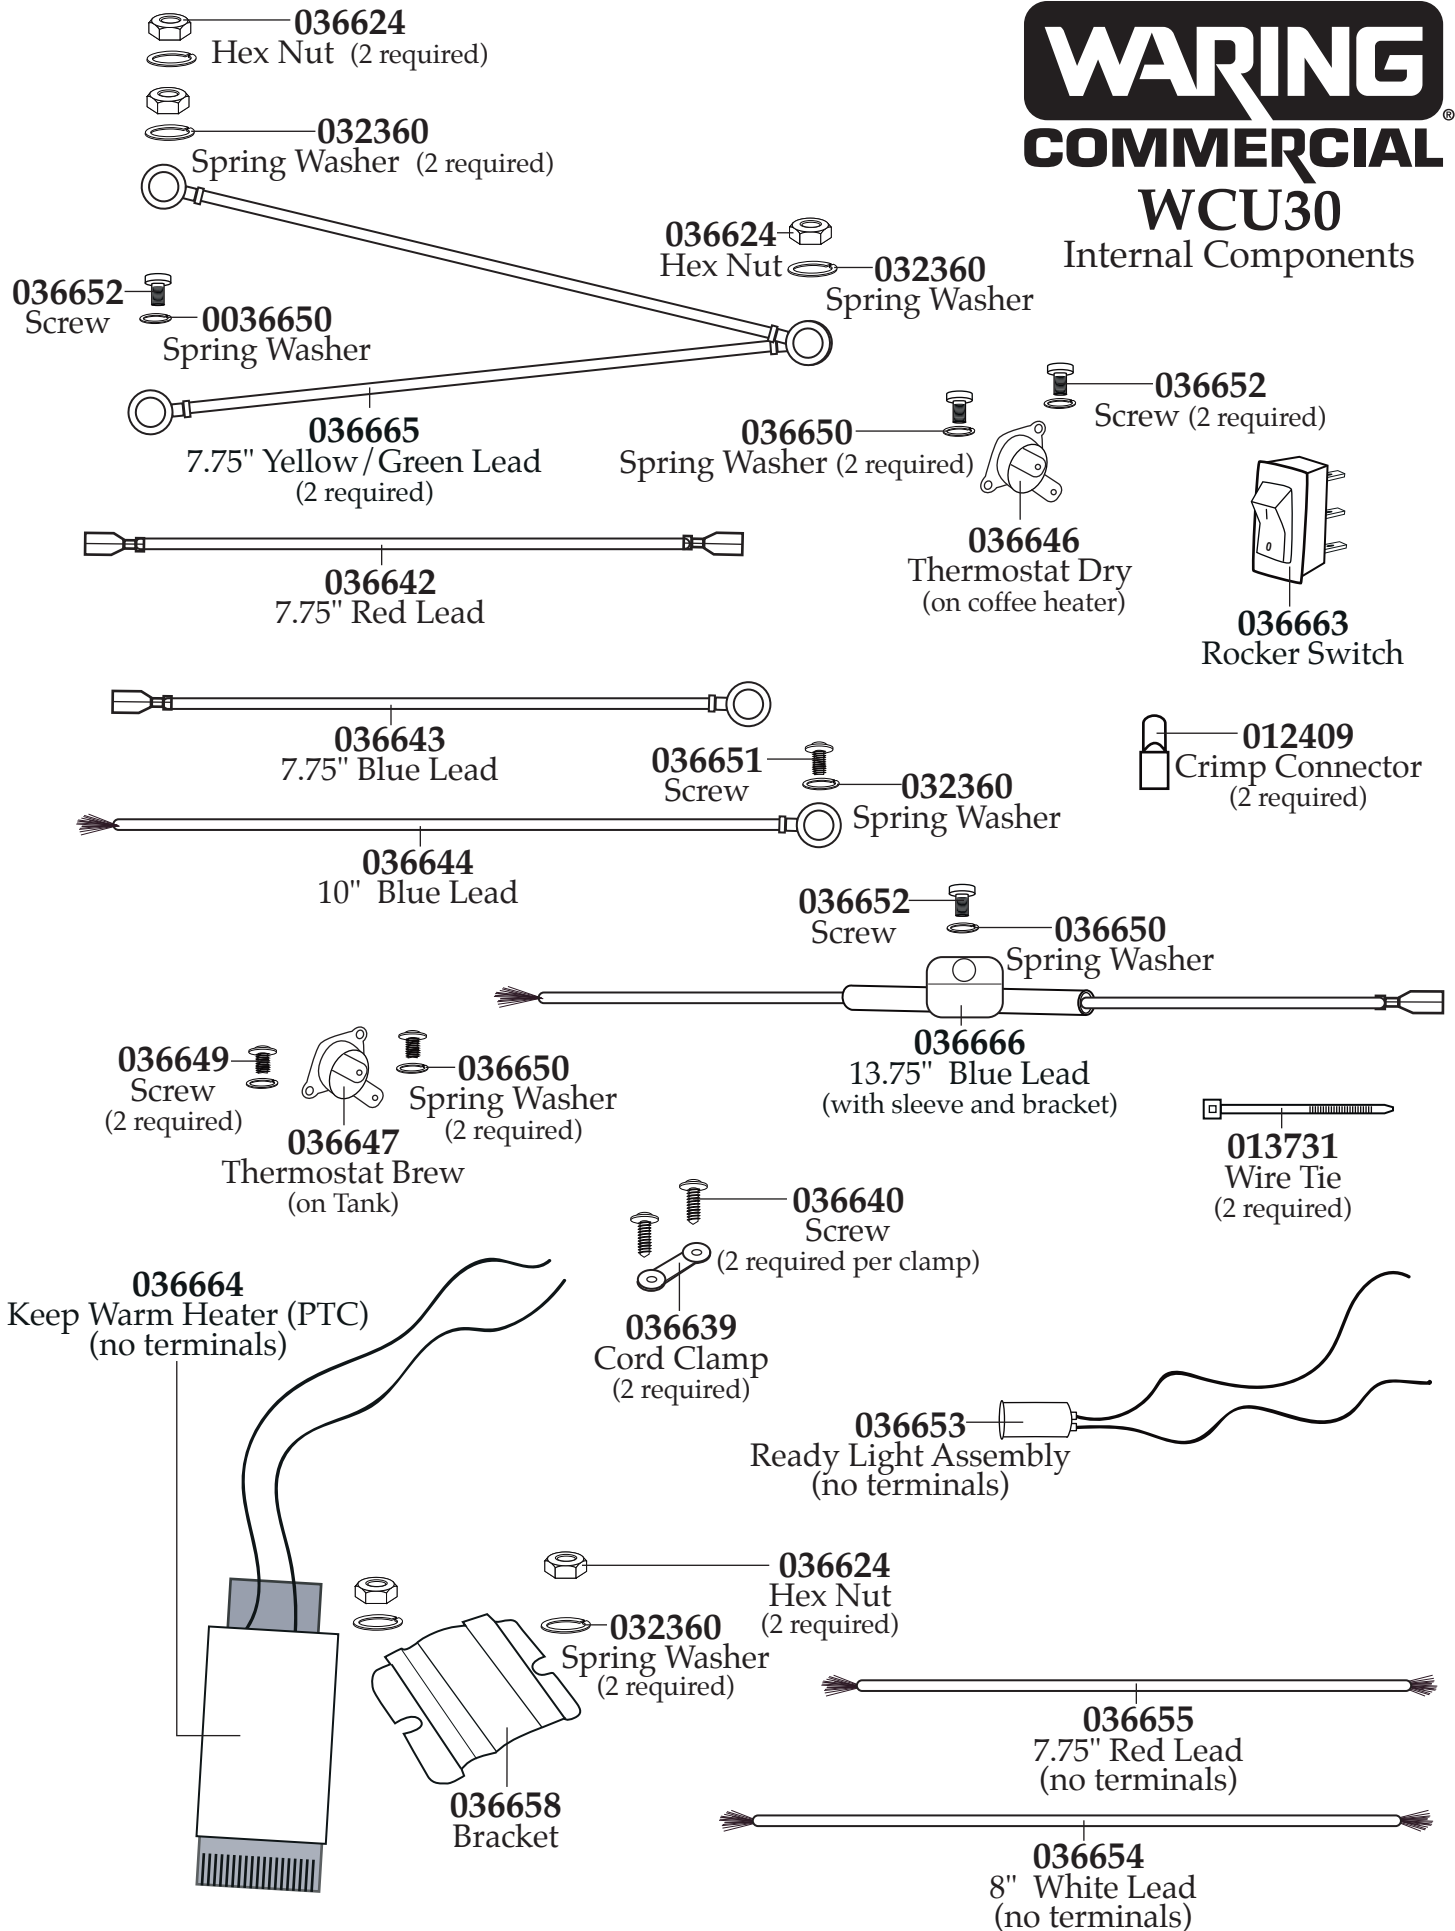 036624
Hex Nut (2 required)
032360
Spring Washer (2 required)
WARING
®
COMMERCIAL
WCU30
Internal Components
036624
Hex Nut
032360
Spring Washer
036652
Screw
0036650
Spring Washer
036665
7.75" Yellow/Green Lead
(2 required)
036652
Screw (2 required)
036650
Spring Washer (2 required)
036646
Thermostat Dry
(on coffee heater)
I
0
036663
Rocker Switch
036642
7.75" Red Lead
036643
7.75" Blue Lead
036651
Screw
032360
Spring Washer
012409
Crimp Connector
(2 required)
036644
10" Blue Lead
036652
Screw
036650
Spring Washer
036666
13.75" Blue Lead
(with sleeve and bracket)
036649
Screw
(2 required)
036650
Spring Washer
(2 required)
036647
Thermostat Brew
(on Tank)
013731
Wire Tie
(2 required)
036640
Screw
(2 required per clamp)
036639
Cord Clamp
(2 required)
036664
Keep Warm Heater (PTC)
(no terminals)
036653
Ready Light Assembly
(no terminals)
036624
Hex Nut
(2 required)
032360
Spring Washer
(2 required)
036658
Bracket
036655
7.75" Red Lead
(no terminals)
036654
8" White Lead
(no terminals)